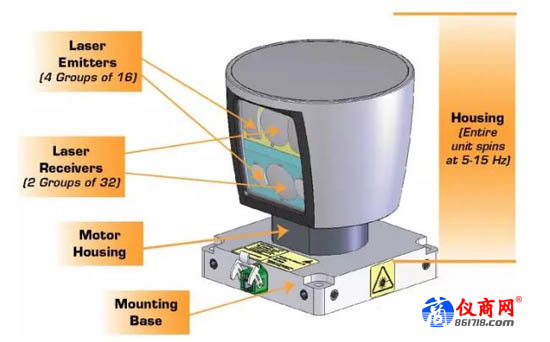 Laser
Emitters
(4 Groups of 16)
Laser
Receivers
(2 Groups of 32)
Motor
Housing
Mounting
Base
Housing
(Entire
unit spins
at 5-15 Hz)
仪商网
861718.com